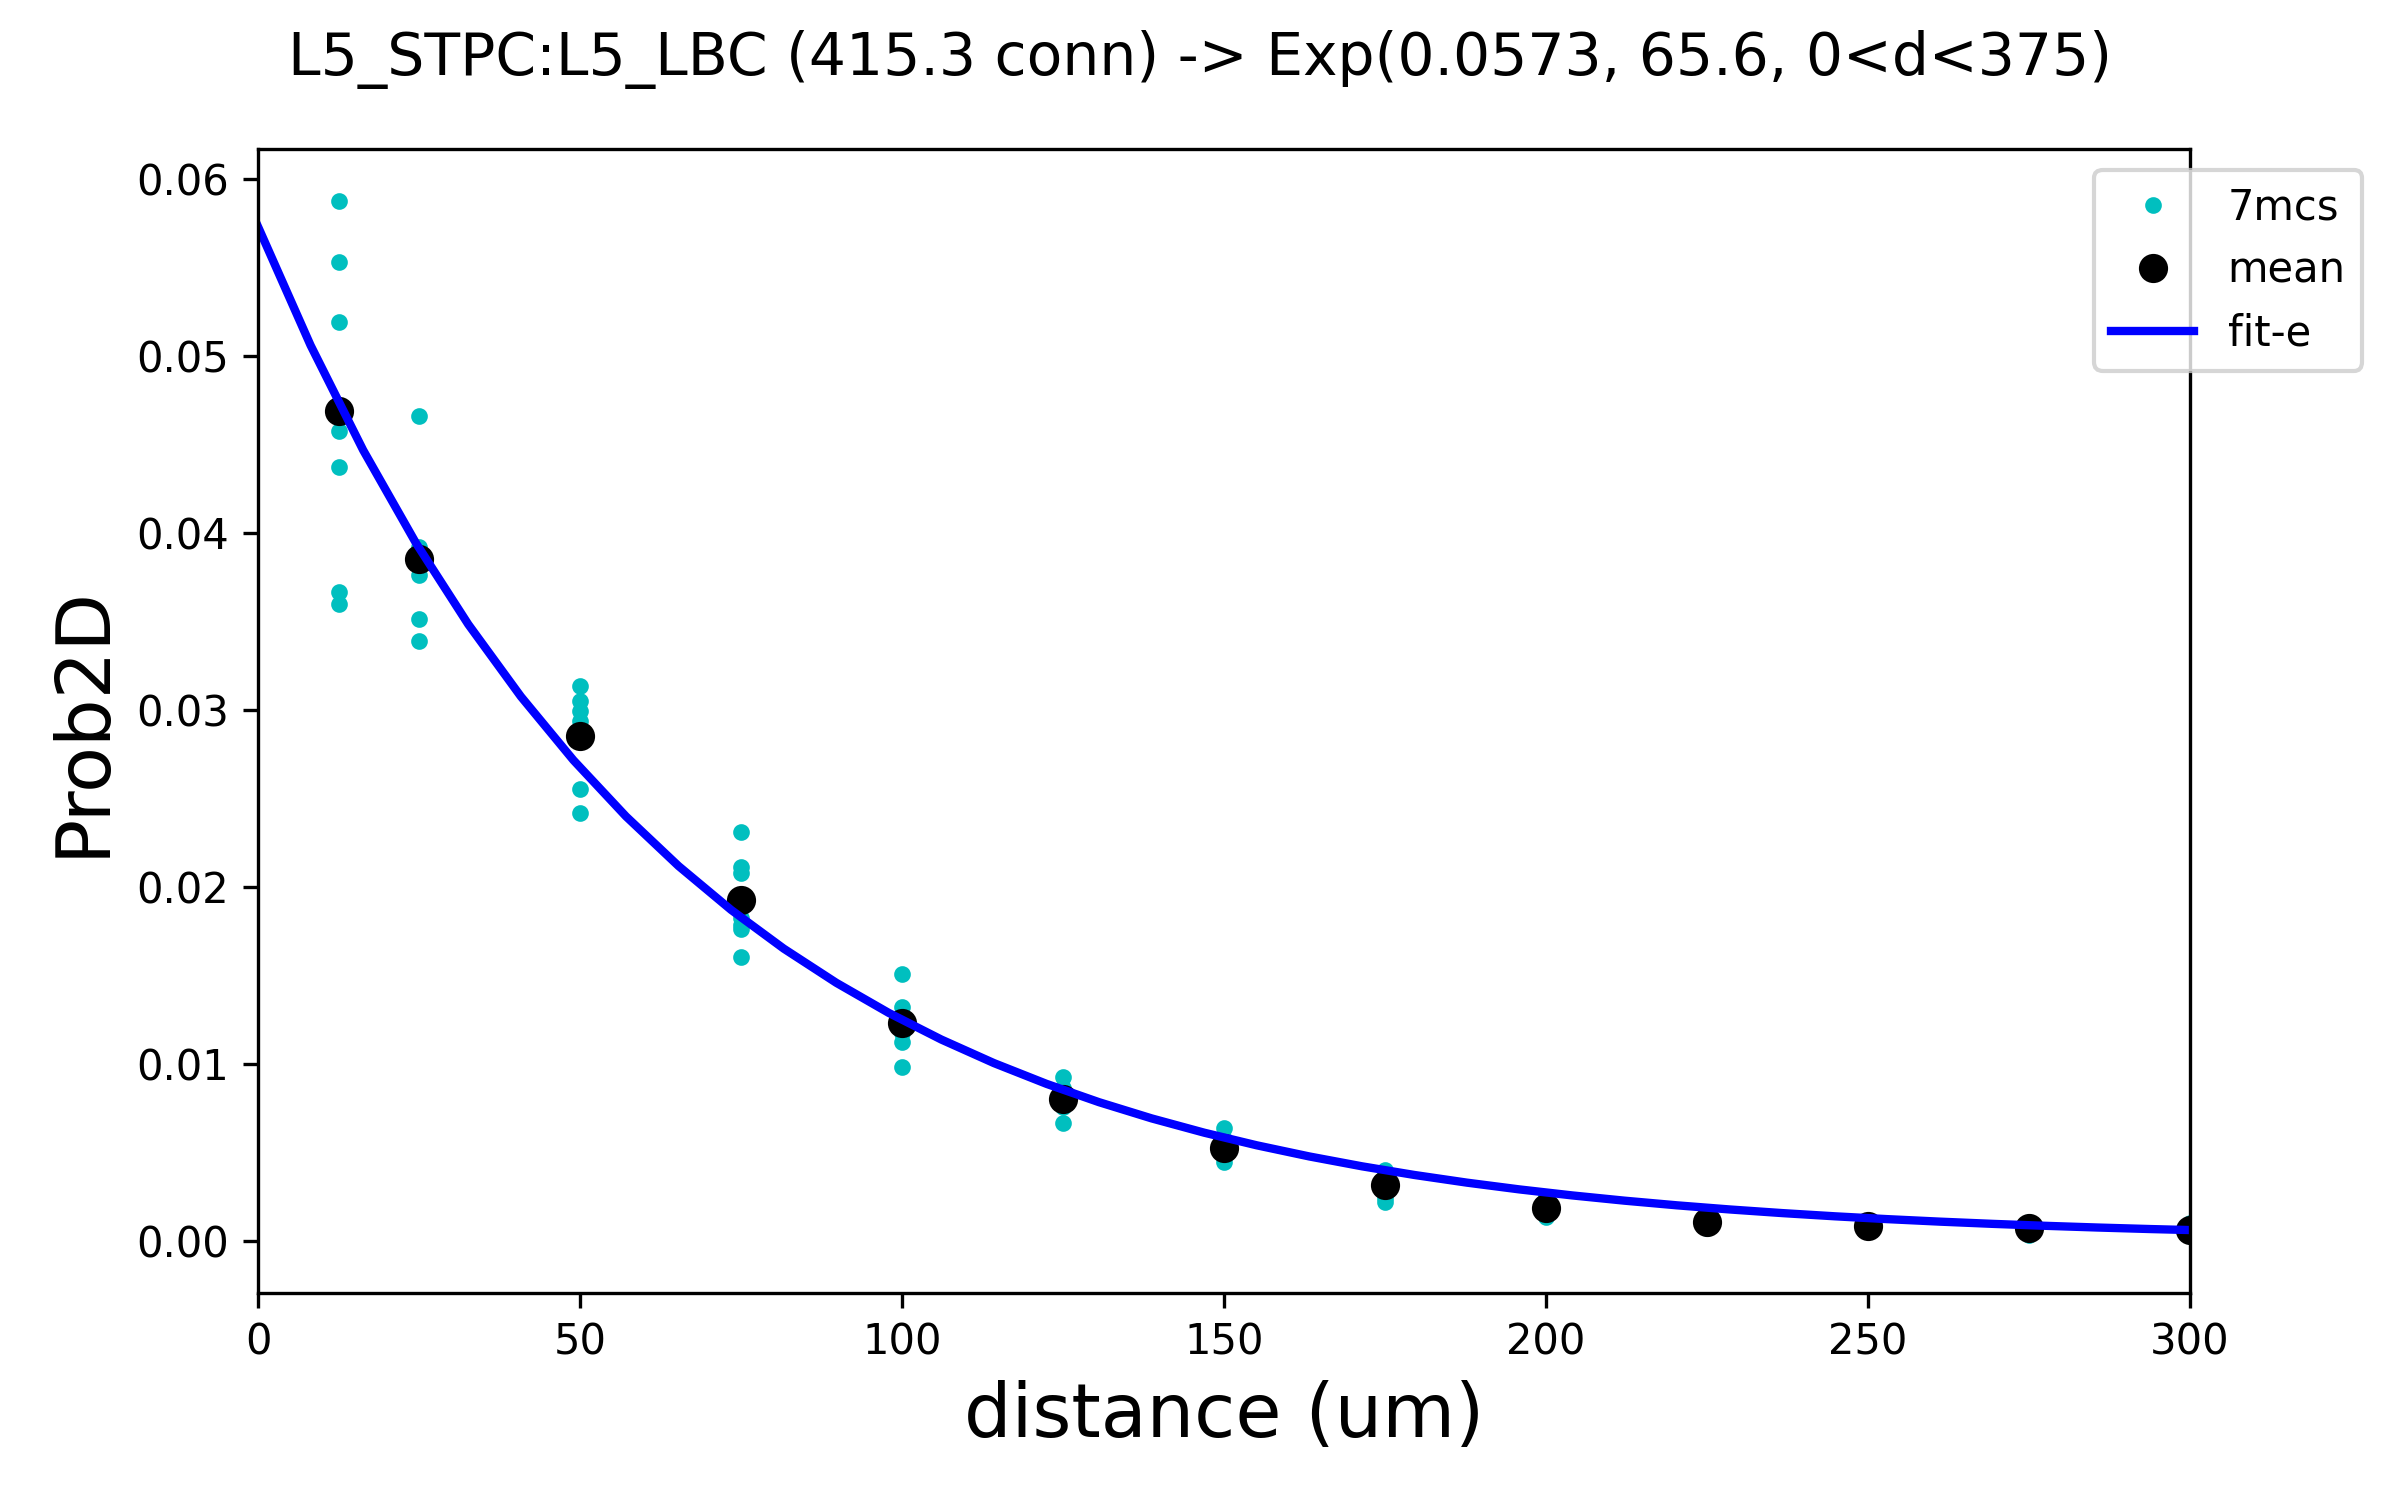 L5_STPC:L5_LBC (415.3 conn) -> Exp(0.0573, 65.6, 0<d<375)
7mcs
mean
fit-e
0.06
0.05
0.04
0.03
0.02
0.01
0.00
Prob2D
0 50 100 150 200 250 300
distance (um)